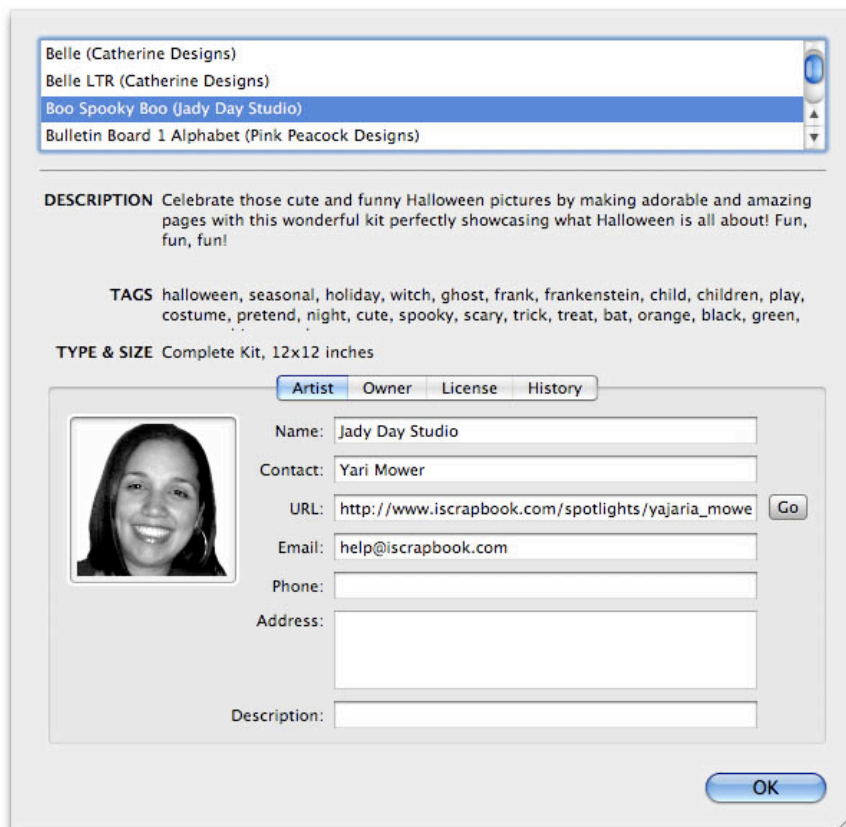 Belle (Catherine Designs)
Belle LTR (Catherine Designs)
Boo Spooky Boo (Jady Day Studio)
Bulletin Board 1 Alphabet (Pink Peacock Designs)
DESCRIPTION Celebrate those cute and funny Halloween pictures by making adorable and amazing
pages with this wonderful kit perfectly showcasing what Halloween is all about! Fun,
fun, fun!
TAGS halloween, seasonal, holiday, witch, ghost, frank, frankenstein, child, children, play,
costume, pretend, night, cute, spooky, scary, trick, treat, bat, orange, black, green,
TYPE & SIZE Complete Kit, 12x12 inches
Artist Owner License History
Name: Jady Day Studio
Contact: Yari Mower
URL: http://www.iscrapbook.com/spotlights/yajaria_mowe Go
Email: help@iscrapbook.com
Phone:
Address:
Description:
OK